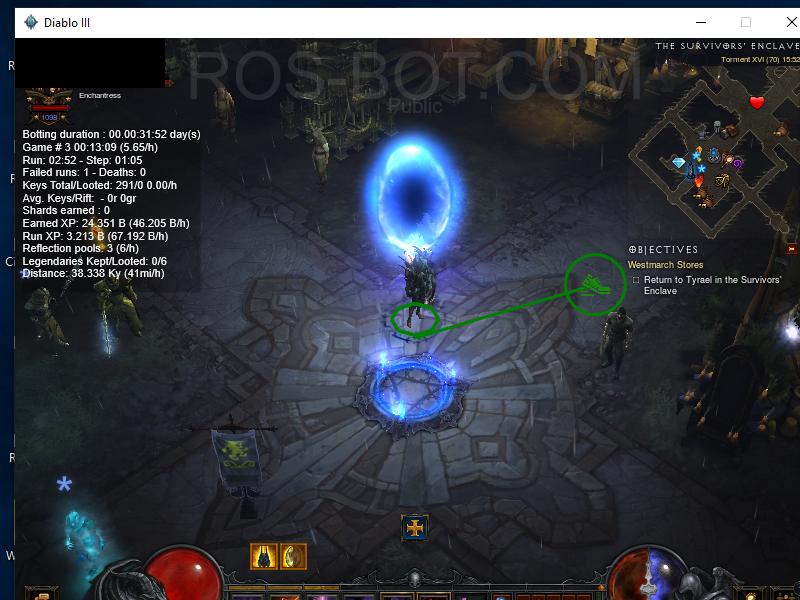 Diablo III
THE SURVIVORS' ENCLAVE
Torment XVI (70) 15:52
ROS-BOT.COM
Public
Enchantress
1098
Botting duration : 00.00:31:52 day(s)
Game # 3 00:13:09 (5.65/h)
Run: 02:52 - Step: 01:05
Failed runs: 1 - Deaths: 0
Keys Total/Looted: 291/0 0.00/h
Avg. Keys/Rift: - 0r 0gr
Shards earned : 0
Earned XP: 24.351 B (46.205 B/h)
Run XP: 3.213 B (67.192 B/h)
Reflection pools: 3 (6/h)
Legendaries Kept/Looted: 0/6
Distance: 38.338 Ky (41mi/h)
OBJECTIVES
Westmarch Stores
Return to Tyrael in the Survivors'
Enclave